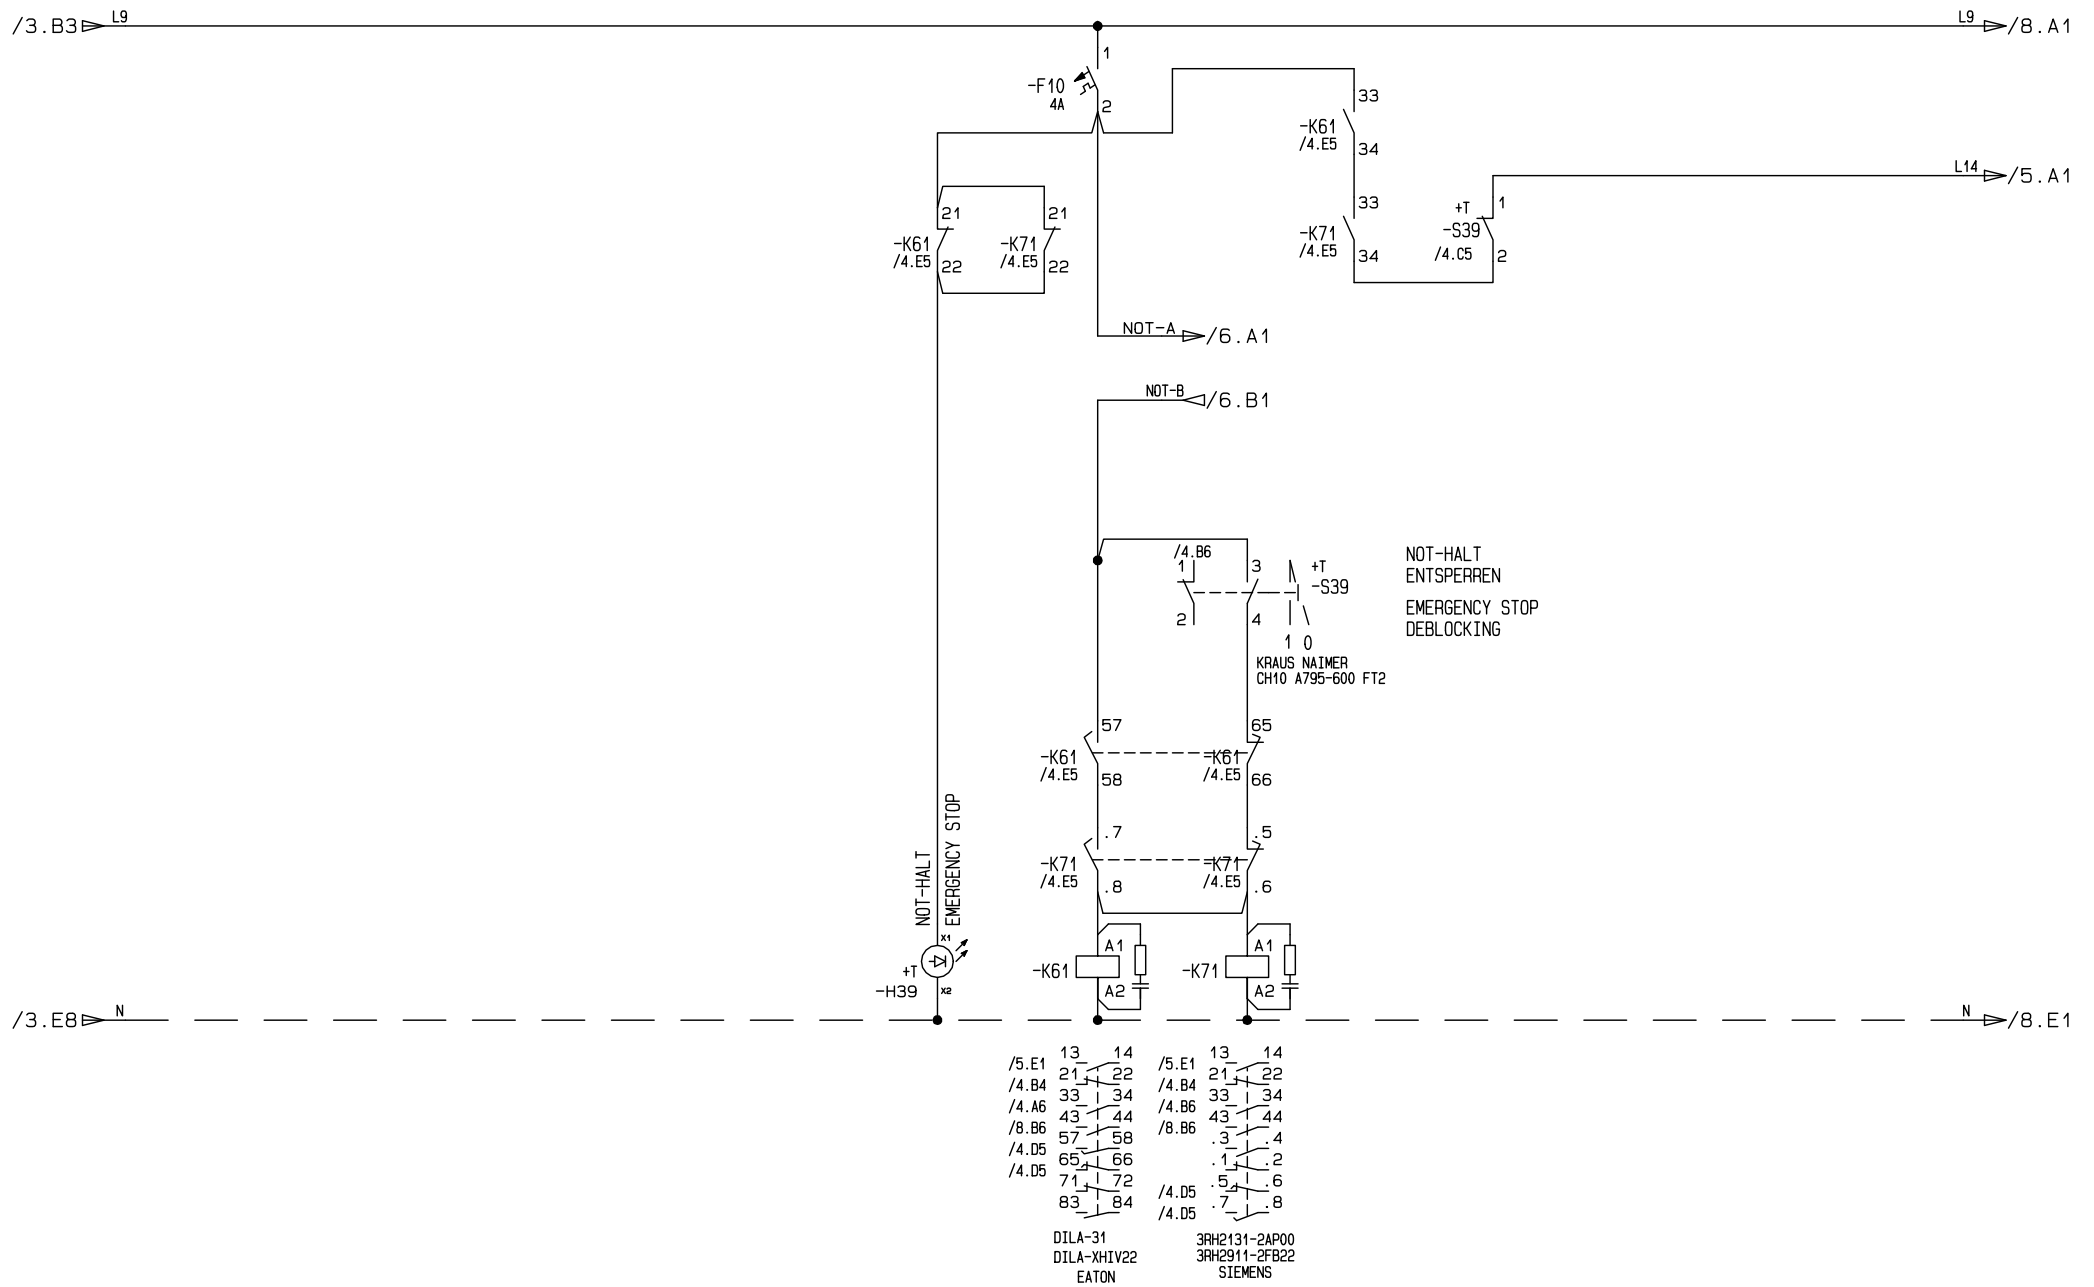 /3.B3
L9
L9
/8.A1
1
-F10
4A
2
33
-K61
/4.E5
34
L14
/5.A1
33
-K71
/4.E5
34
+T
-S39
/4.C5
1
2
21
-K61
/4.E5
22
21
-K71
/4.E5
22
NOT-A
/6.A1
NOT-B
/6.B1
/4.B6
1
2
3
4
+T
-S39
1 0
KRAUS NAIMER
CH10 A795-600 FT2
NOT-HALT
ENTSPERREN
EMERGENCY STOP
DEBLOCKING
57
-K61
/4.E5
58
65
-K61
/4.E5
66
.7
-K71
/4.E5
.8
.5
-K71
/4.E5
.6
NOT-HALT
EMERGENCY STOP
X1
+T
-H39
X2
A1
-K61
A2
A1
-K71
A2
/3.E8
N
N
/8.E1
/5.E1 13 14
/4.B4 21 22
/4.A6 33 34
/8.B6 43 44
/4.D5 57 58
/4.D5 65 66
71 72
83 84
DILA-31
DILA-XHIV22
EATON
/5.E1 13 14
/4.B4 21 22
/4.B6 33 34
/8.B6 43 44
.3 .4
.1 .2
/4.D5 .5 .6
/4.D5 .7 .8
3RH2131-2AP00
3RH2911-2FB22
SIEMENS